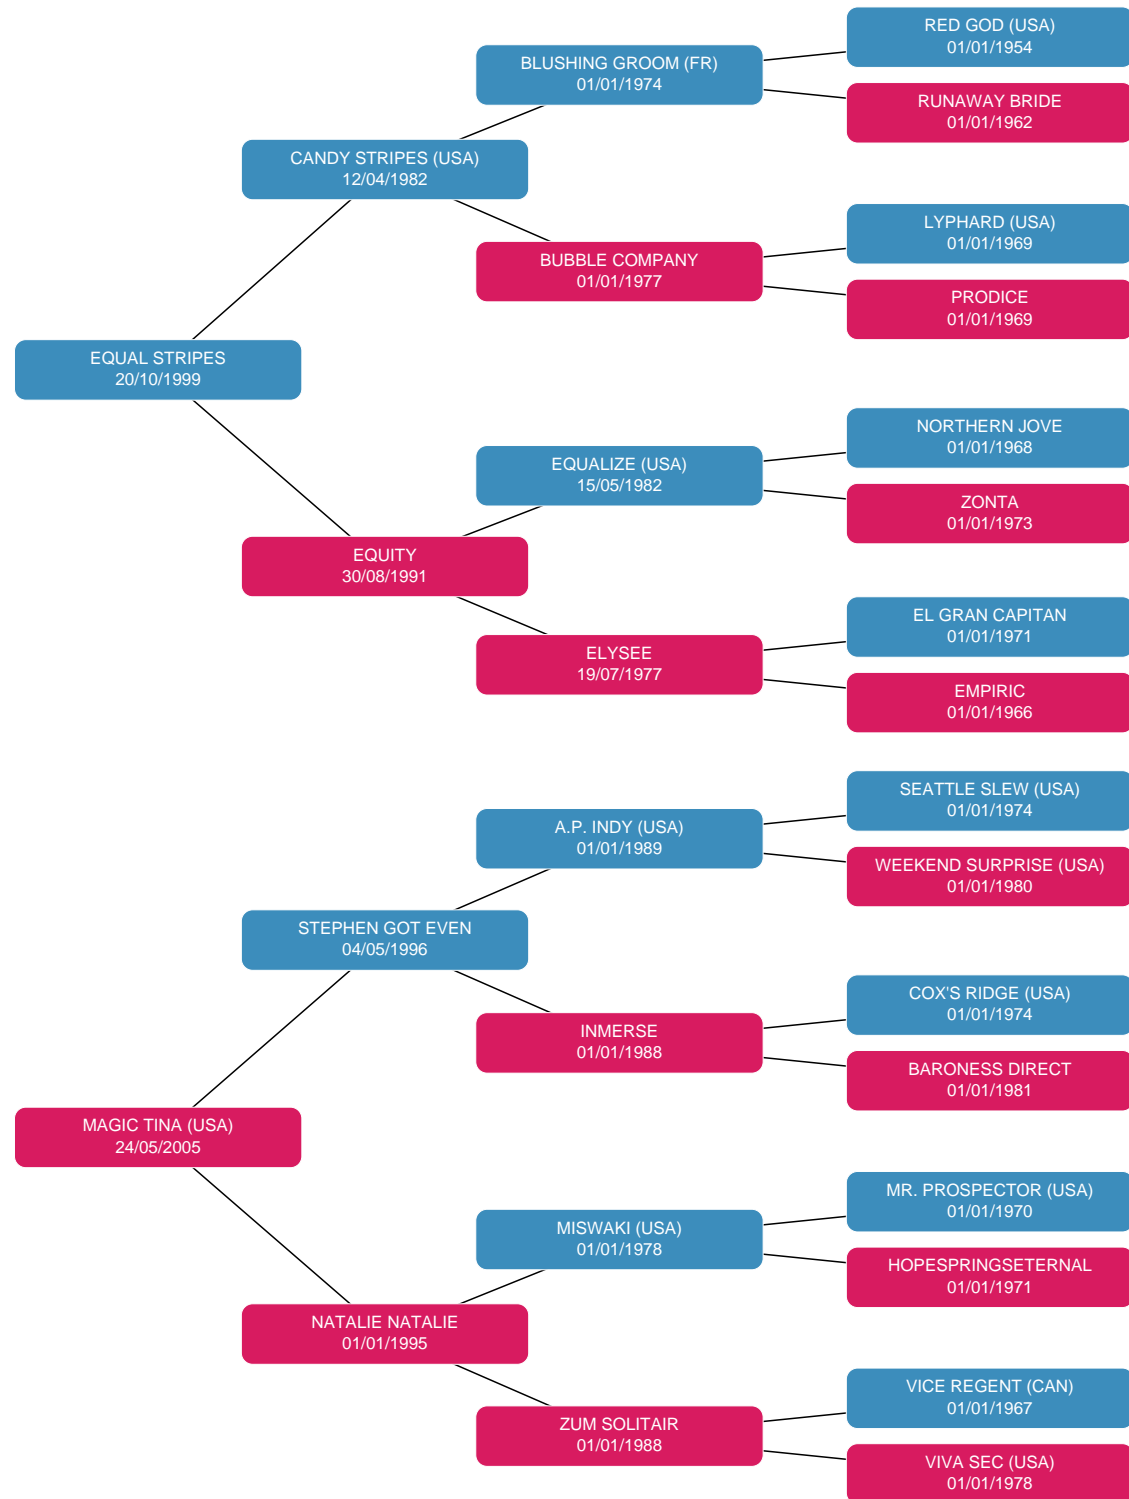 RED GOD (USA)
01/01/1954
BLUSHING GROOM (FR)
01/01/1974
RUNAWAY BRIDE
01/01/1962
CANDY STRIPES (USA)
12/04/1982
LYPHARD (USA)
01/01/1969
BUBBLE COMPANY
01/01/1977
PRODICE
01/01/1969
EQUAL STRIPES
20/10/1999
NORTHERN JOVE
01/01/1968
EQUALIZE (USA)
15/05/1982
ZONTA
01/01/1973
EQUITY
30/08/1991
EL GRAN CAPITAN
01/01/1971
ELYSEE
19/07/1977
EMPIRIC
01/01/1966
SEATTLE SLEW (USA)
01/01/1974
A.P. INDY (USA)
01/01/1989
WEEKEND SURPRISE (USA)
01/01/1980
STEPHEN GOT EVEN
04/05/1996
COX'S RIDGE (USA)
01/01/1974
INMERSE
01/01/1988
BARONESS DIRECT
01/01/1981
MAGIC TINA (USA)
24/05/2005
MR. PROSPECTOR (USA)
01/01/1970
MISWAKI (USA)
01/01/1978
HOPESPRINGSETERNAL
01/01/1971
NATALIE NATALIE
01/01/1995
VICE REGENT (CAN)
01/01/1967
ZUM SOLITAIR
01/01/1988
VIVA SEC (USA)
01/01/1978